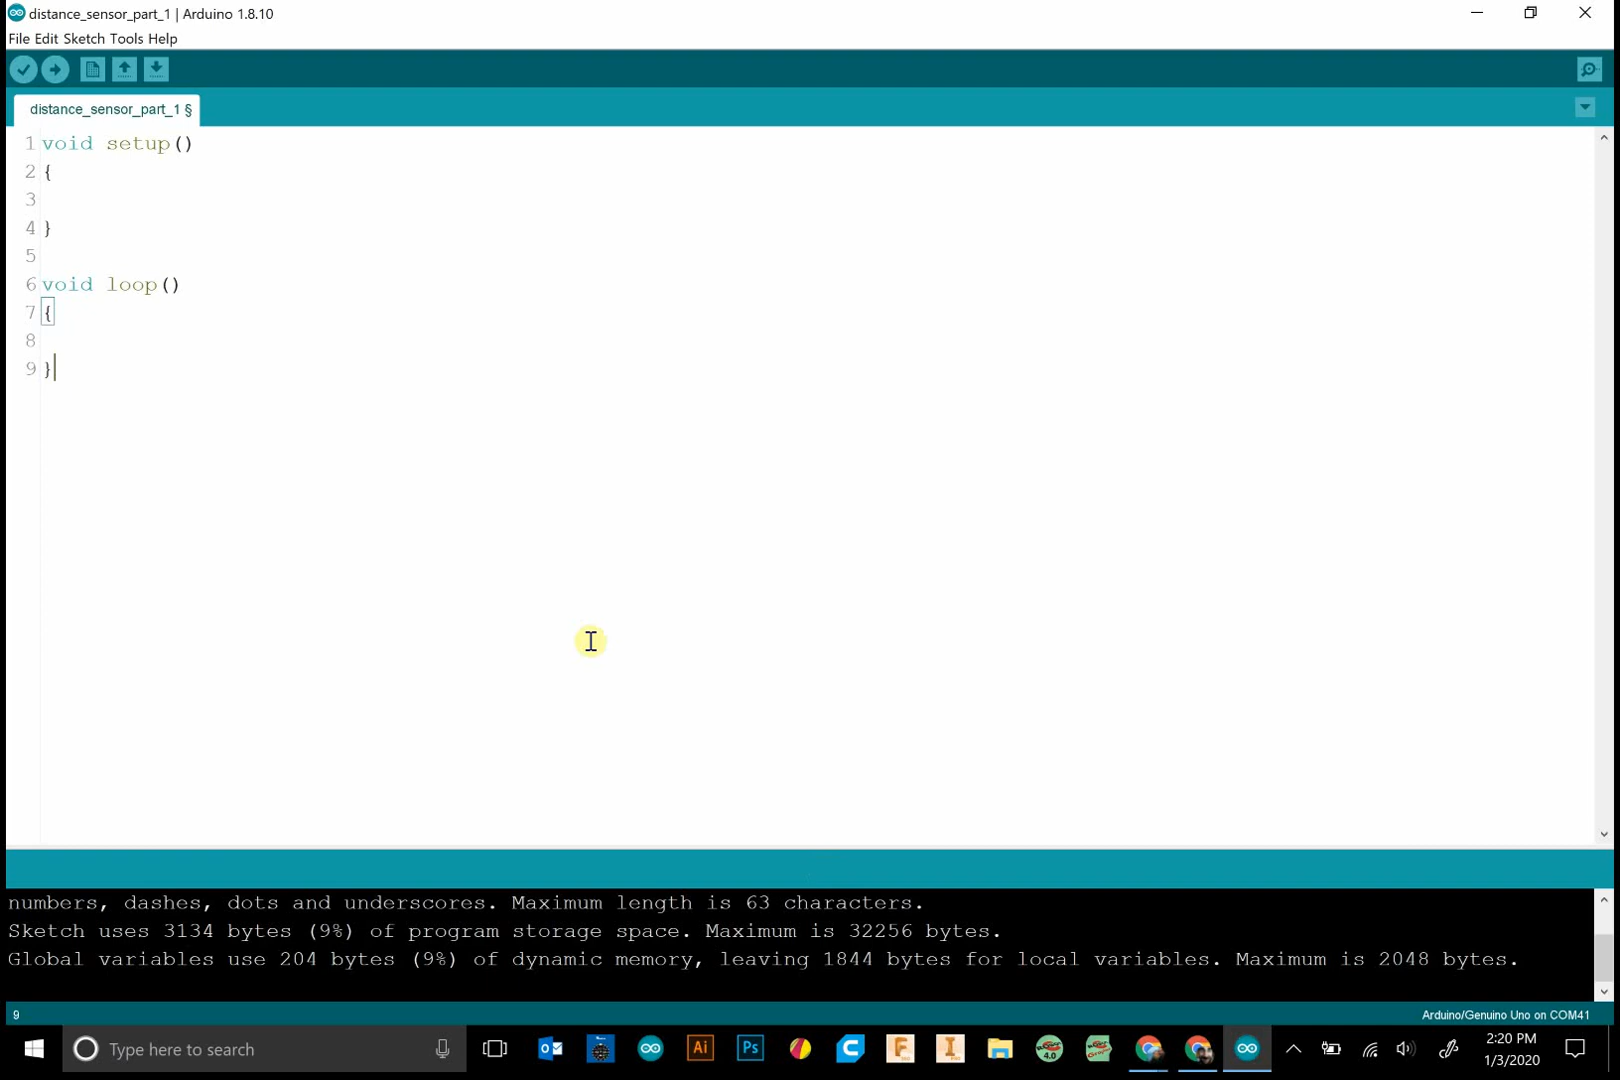 distance_sensor_part_1 | Arduino 1.8.10
File Edit Sketch Tools Help
distance_sensor_part_1 §
1 void setup()
2 {
3
4 }
5
6 void loop()
7 {
8
9 }
numbers, dashes, dots and underscores. Maximum length is 63 characters.
Sketch uses 3134 bytes (9%) of program storage space. Maximum is 32256 bytes.
Global variables use 204 bytes (9%) of dynamic memory, leaving 1844 bytes for local variables. Maximum is 2048 bytes.
9 Arduino/Genuino Uno on COM41
Type here to search
Ai
Ps
4.0
2:20 PM
1/3/2020